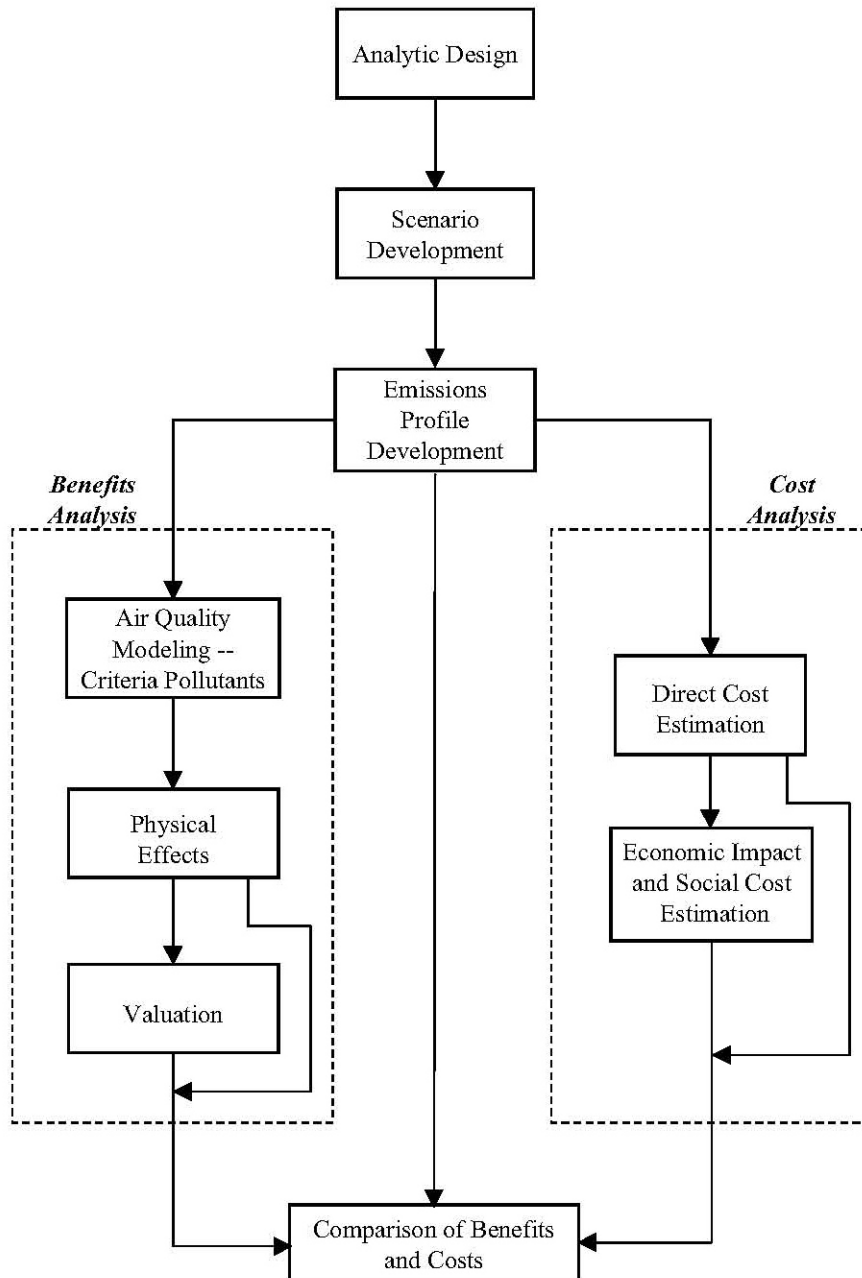 Analytic Design
Scenario
Development
Emissions
Profile
Development
Benefits
Analysis
Air Quality
Modeling --
Criteria Pollutants
Physical
Effects
Valuation
Cost
Analysis
Direct Cost
Estimation
Economic Impact
and Social Cost
Estimation
Comparison of Benefits
and Costs